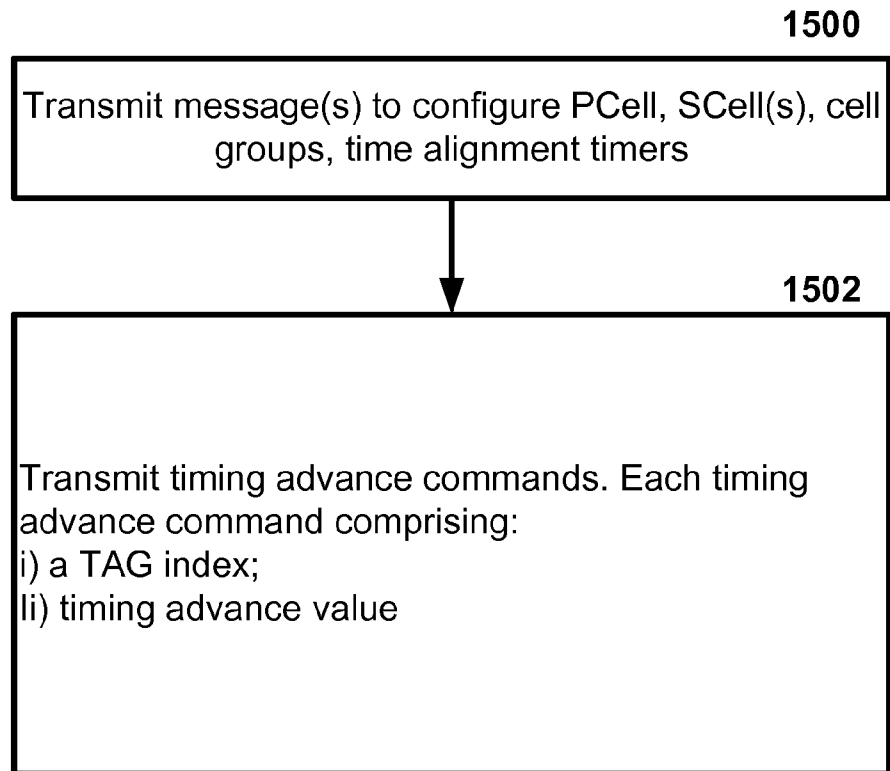 1500
Transmit message(s) to configure PCell, SCell(s), cell
groups, time alignment timers
1502
Transmit timing advance commands. Each timing
advance command comprising:
i) a TAG index;
Ii) timing advance value